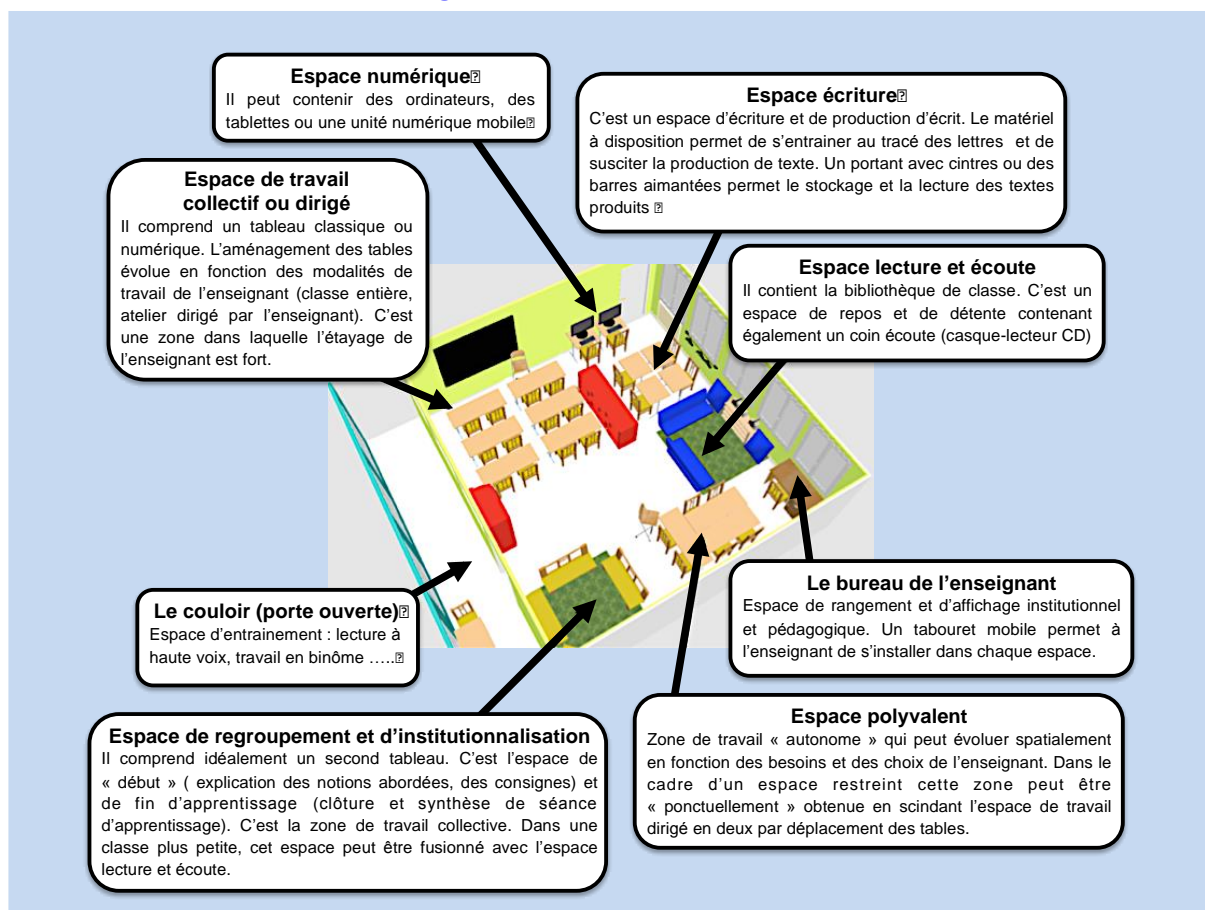 Espace numérique
Il peut contenir des ordinateurs, des
tablettes ou une unité numérique mobile
Espace écriture
C’est un espace d’écriture et de production d’écrit. Le matériel
à disposition permet de s’entrainer au tracé des lettres et de
susciter la production de texte. Un portant avec cintres ou des
barres aimantées permet le stockage et la lecture des textes
produits
Espace de travail
collectif ou dirigé
Il comprend un tableau classique ou
numérique. L’aménagement des tables
évolue en fonction des modalités de
travail de l’enseignant (classe entière,
atelier dirigé par l’enseignant). C’est
une zone dans laquelle l’étayage de
l’enseignant est fort.
Espace lecture et écoute
Il contient la bibliothèque de classe. C’est un
espace de repos et de détente contenant
également un coin écoute (casque-lecteur CD)
Le couloir (porte ouverte)
Espace d’entrainement : lecture à
haute voix, travail en binôme …..
Le bureau de l’enseignant
Espace de rangement et d’affichage institutionnel
et pédagogique. Un tabouret mobile permet à
l’enseignant de s’installer dans chaque espace.
Espace de regroupement et d’institutionnalisation
Il comprend idéalement un second tableau. C’est l’espace de
« début » ( explication des notions abordées, des consignes) et
de fin d’apprentissage (clôture et synthèse de séance
d’apprentissage). C’est la zone de travail collective. Dans une
classe plus petite, cet espace peut être fusionné avec l’espace
lecture et écoute.
Espace polyvalent
Zone de travail « autonome » qui peut évoluer spatialement
en fonction des besoins et des choix de l’enseignant. Dans le
cadre d’un espace restreint cette zone peut être
« ponctuellement » obtenue en scindant l’espace de travail
dirigé en deux par déplacement des tables.